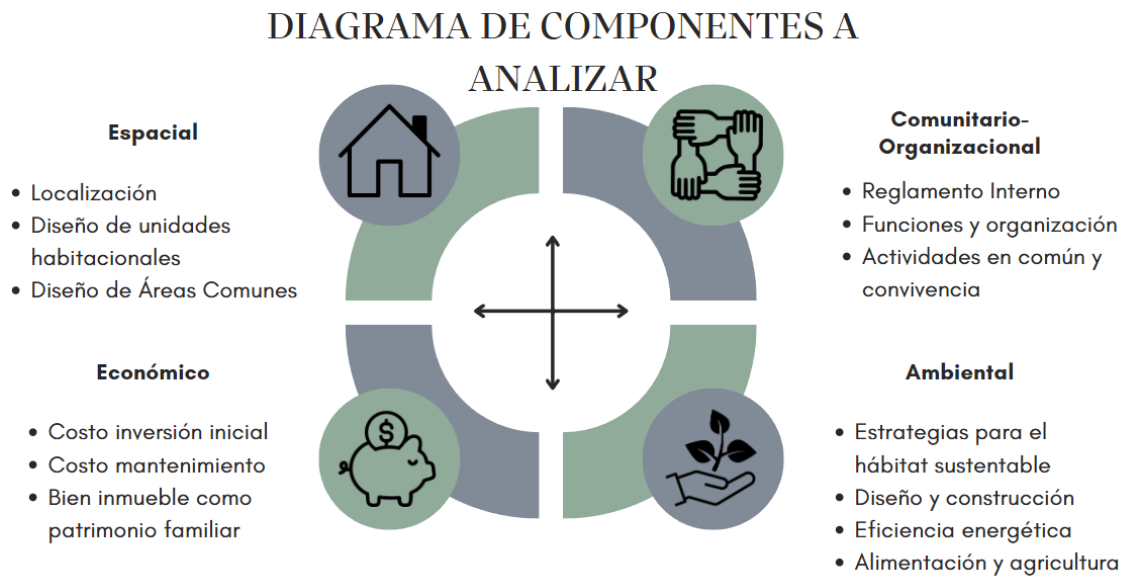 DIAGRAMA DE COMPONENTES A
ANALIZAR
Espacial
• Localización
• Diseño de unidades
habitacionales
• Diseño de Áreas Comunes
Comunitario-
Organizacional
• Reglamento Interno
• Funciones y organización
• Actividades en común y
convivencia
Económico
• Costo inversión inicial
• Costo mantenimiento
• Bien inmueble como
patrimonio familiar
$
Ambiental
• Estrategias para el
hábitat sustentable
• Diseño y construcción
• Eficiencia energética
• Alimentación y agricultura